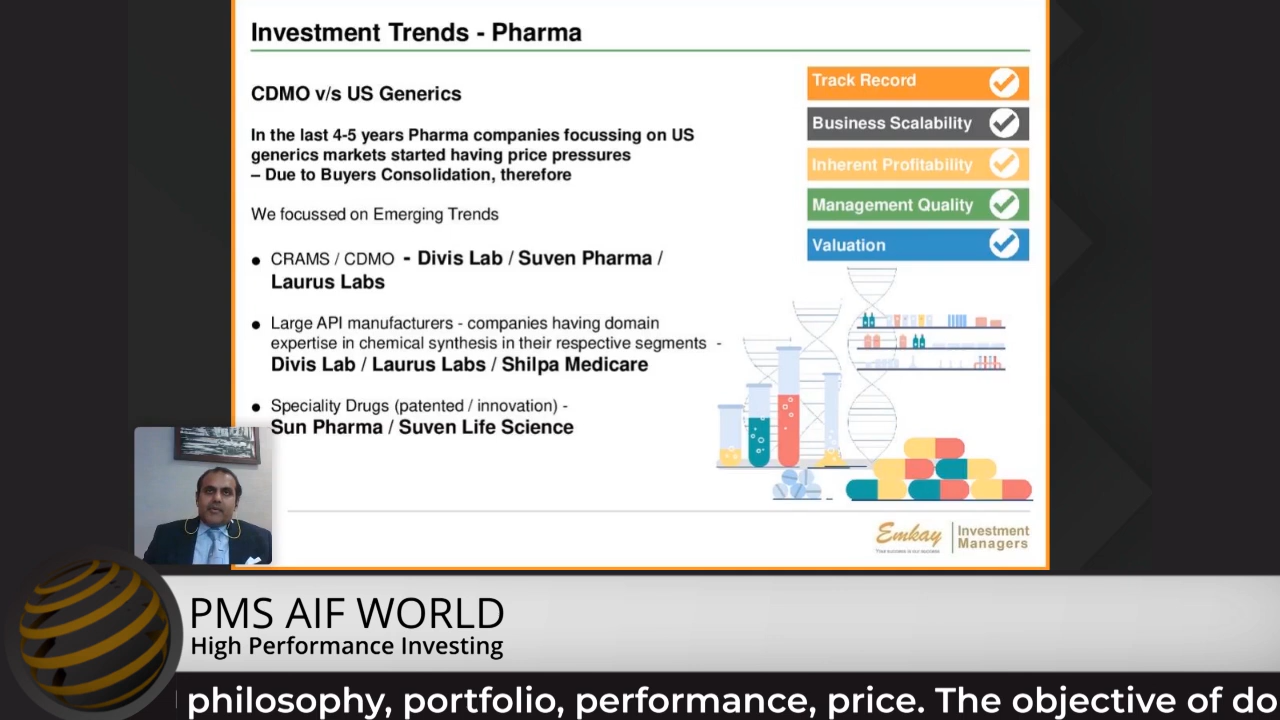 Investment Trends - Pharma
CDMO v/s US Generics
In the last 4-5 years Pharma companies focussing on US
generics markets started having price pressures
– Due to Buyers Consolidation, therefore
We focussed on Emerging Trends
● CRAMS / CDMO - Divis Lab / Suven Pharma /
Laurus Labs
● Large API manufacturers - companies having domain
expertise in chemical synthesis in their respective segments -
Divis Lab / Laurus Labs / Shilpa Medicare
● Speciality Drugs (patented / innovation) -
Sun Pharma / Suven Life Science
Track Record
Business Scalability
Inherent Profitability
Management Quality
Valuation
Emkay
Your success is our success
Investment
Managers
PMS AIF WORLD
High Performance Investing
philosophy, portfolio, performance, price. The objective of do